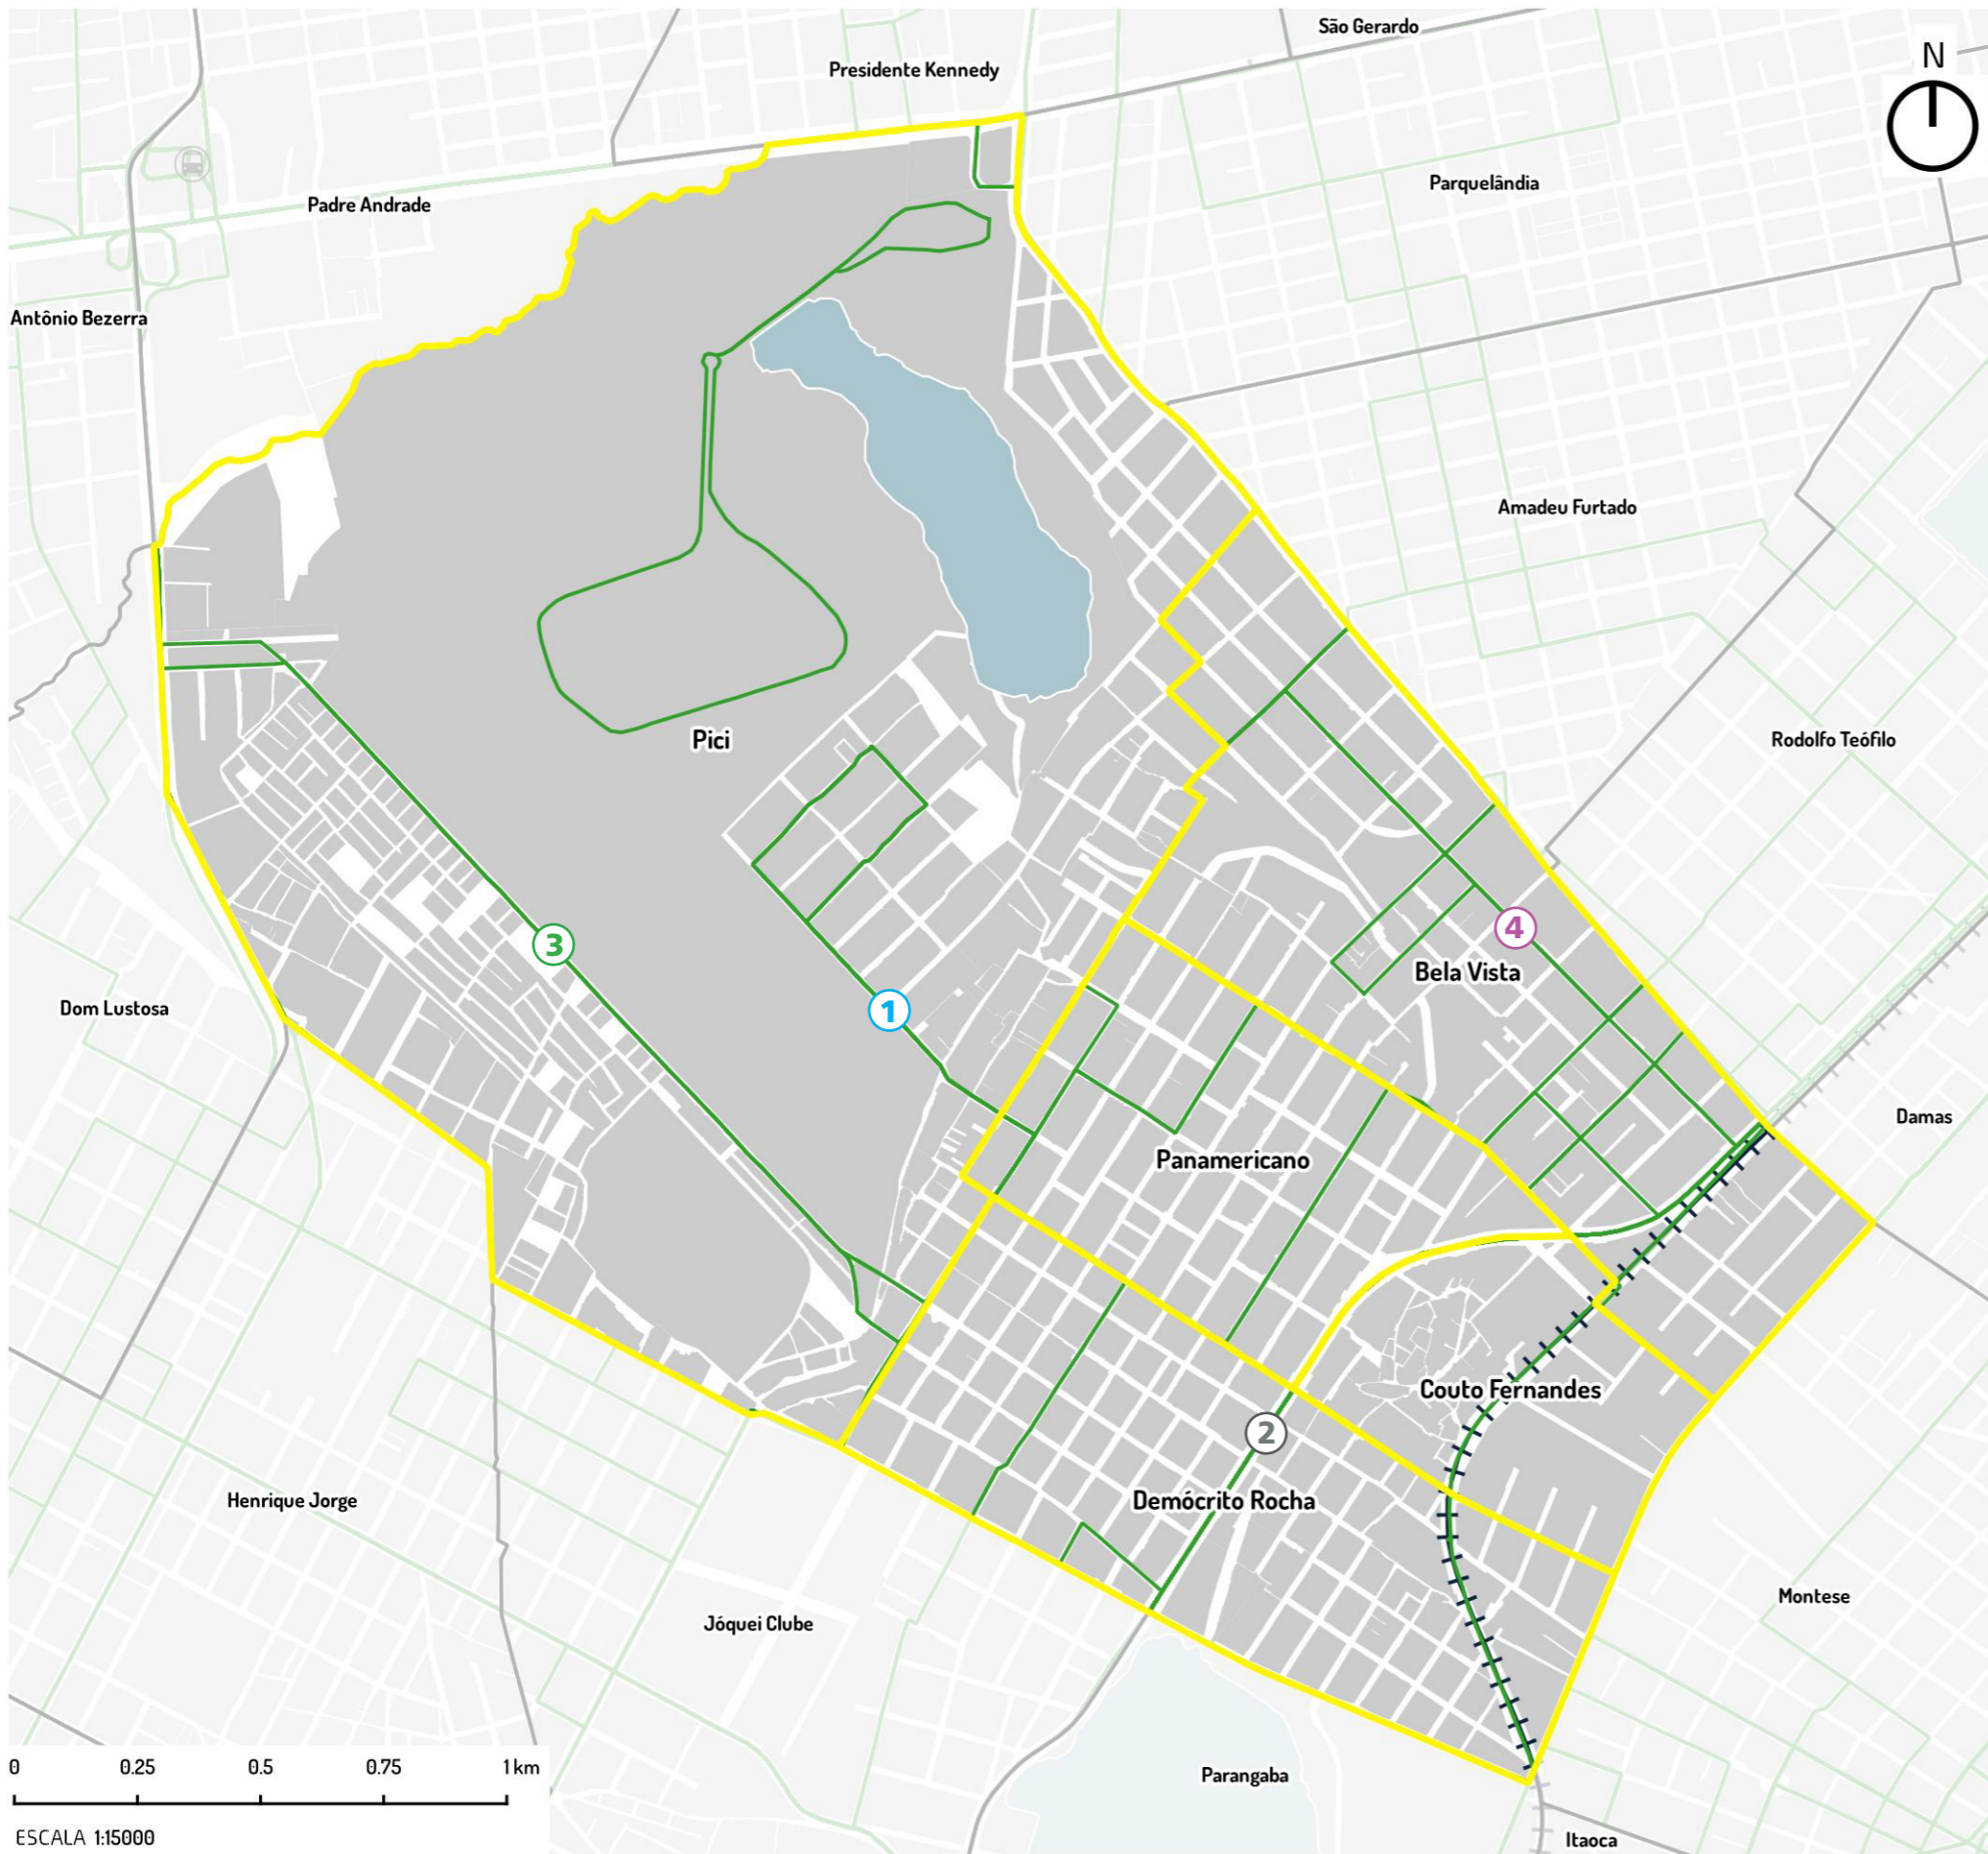 São Gerardo
N
Presidente Kennedy
Parquelândia
Padre Andrade
Antônio Bezerra
Amadeu Furtado
Rodolfo Teófilo
Pici
4
3
Bela Vista
Dom Lustosa
1
Damas
Panamericano
Couto Fernandes
2
Henrique Jorge
Demócrito Rocha
Montese
Jóquei Clube
0 0.25 0.5 0.75 1 km
Parangaba
ESCALA 1:15000
Itaoca